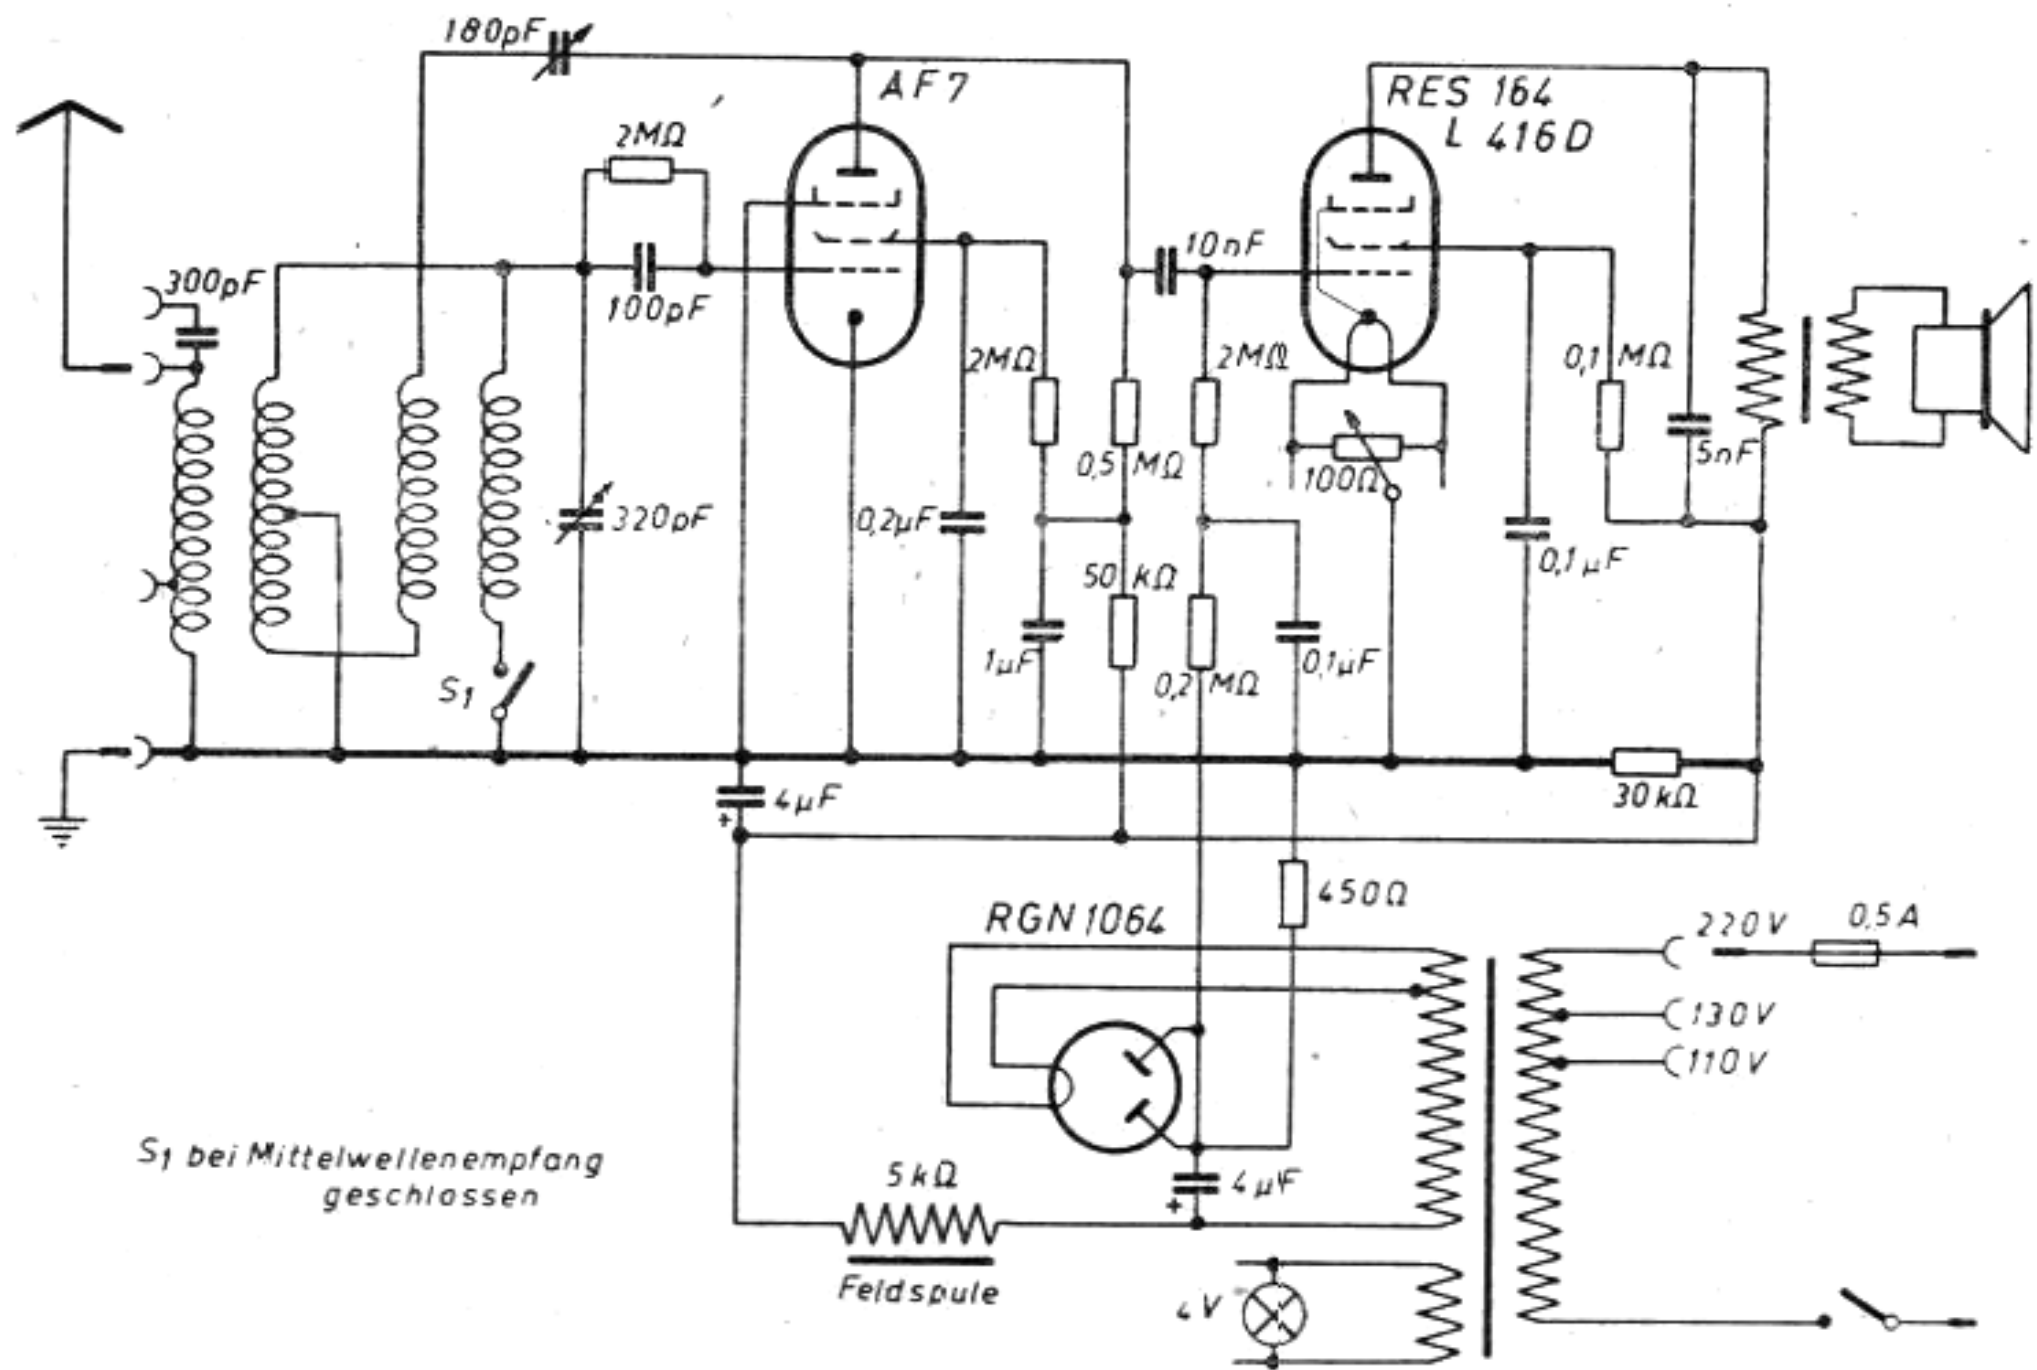 180pF
AF7
RES 164
L 416D
2MΩ
300pF
100pF
10nF
2MΩ
2MΩ
0,1 MΩ
0,5 MΩ
100Ω
5nF
320pF
0,2µF
50 kΩ
0,1µF
1µF
0,2 MΩ
0,1µF
S1
4µF
+
30kΩ
450Ω
RGN1064
220V
0,5A
130V
110V
S1 bei Mittelwellenempfang
geschlossen
5kΩ
4µF
+
Feldspule
4V